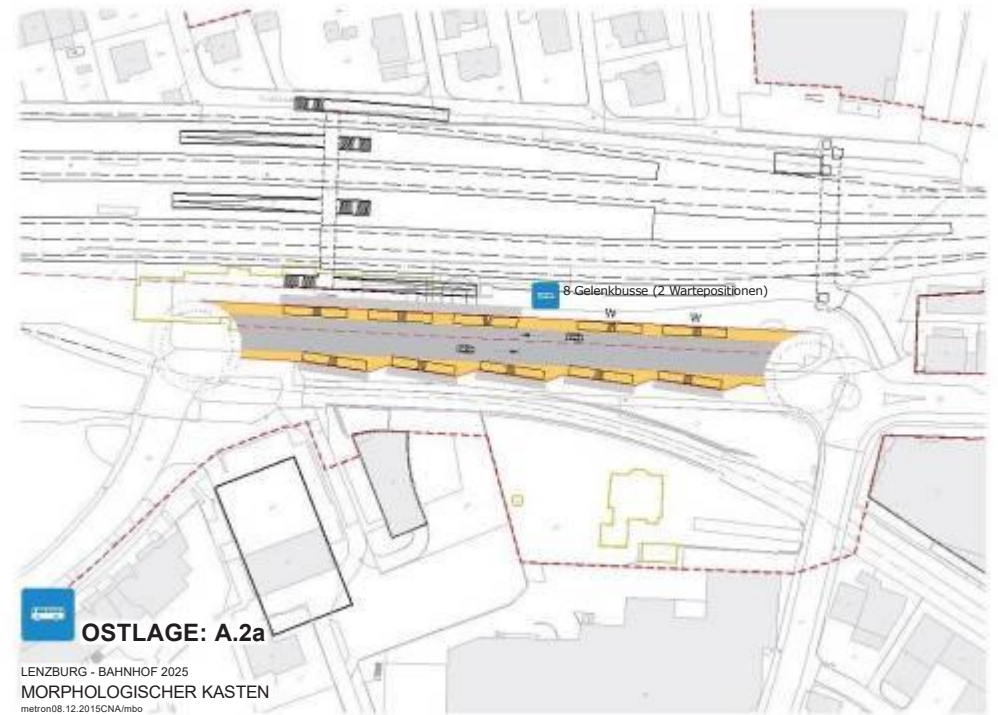 8 Gelenkbusse (2 Wartepositionen)
W
W
OSTLAGE: A.2a
LENZBURG - BAHNHOF 2025
MORPHOLOGISCHER KASTEN
metron08.12.2015CNA/mbo